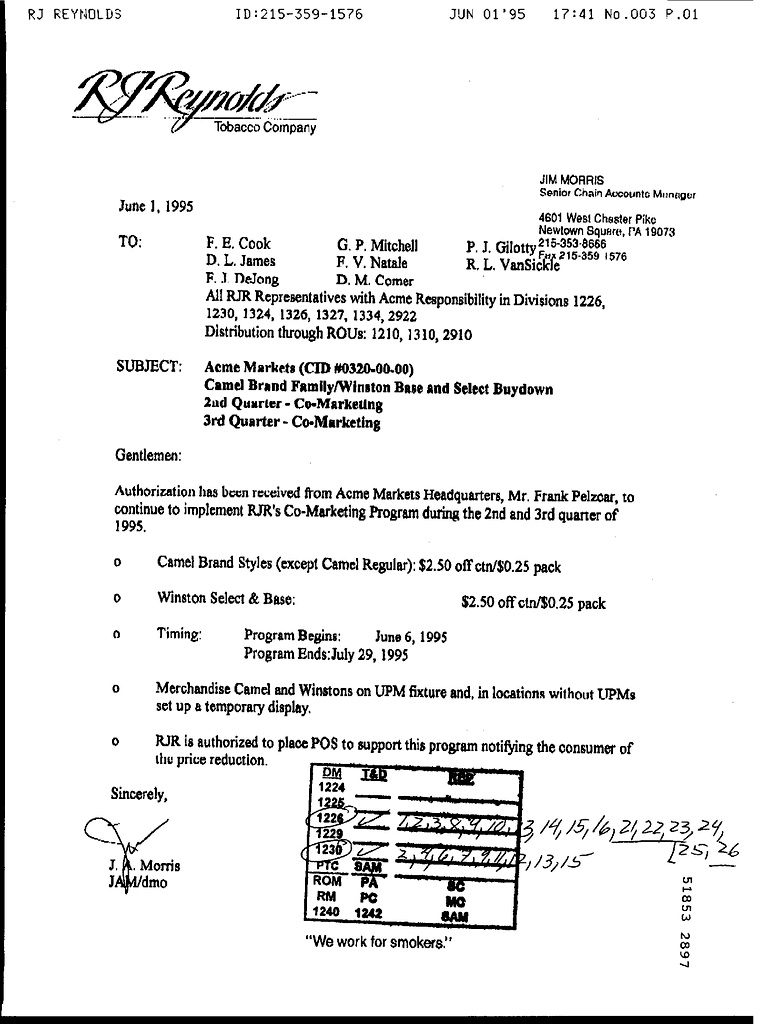 RJ REYNOLDS ID:215-359-1576 JUN 01'95 17:41 No.003 P.01
RJReynolds
Tobacco Company
JIM MORRIS
Senior Chain Accounts Manager
4601 West Chester Pike
Newtown Square, PA 19073
215-353-8666
Fax 215-359 1576
June 1, 1995
TO: F. E. Cook G. P. Mitchell P. J. Gilotty
D. L. James F. V. Natale R. L. VanSickle
F. J. DeJong D. M. Comer
All RJR Representatives with Acme Responsibility in Divisions 1226,
1230, 1324, 1326, 1327, 1334, 2922
Distribution through ROUs: 1210, 1310, 2910
SUBJECT: Acme Markets (CID #0320-00-00)
Camel Brand Family/Winston Base and Select Buydown
2nd Quarter - Co-Marketing
3rd Quarter - Co-Marketing
Gentlemen:
Authorization has been received from Acme Markets Headquarters, Mr. Frank Pelzcar, to
continue to implement RJR's Co-Marketing Program during the 2nd and 3rd quarter of
1995.
o Camel Brand Styles (except Camel Regular): $2.50 off ctn/$0.25 pack
o Winston Select & Base: $2.50 off ctn/$0.25 pack
o Timing: Program Begins: June 6, 1995
Program Ends:July 29, 1995
o Merchandise Camel and Winstons on UPM fixture and, in locations without UPMs
set up a temporary display.
o RJR is authorized to place POS to support this program notifying the consumer of
the price reduction.
Sincerely,
J. A. Morris
JAM/dmo
DM T&D REP
1224
1225
1226 ✓ 1,2,3,8,9,10, 13,14,15,16,21,22,23,24,
25,26
1229
1230 ✓ 2,4,6,7,9,11,12,13,15
PTC SAM
ROM PA SC
RM PC MC
1240 1242 SAM
"We work for smokers."
51853 2897